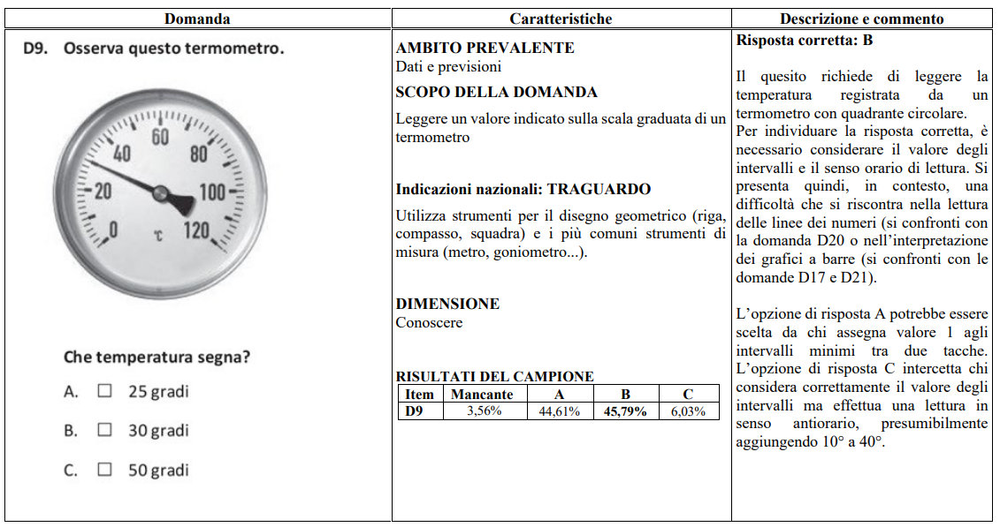 Domanda
Caratteristiche
Descrizione e commento
D9. Osserva questo termometro.
0
20
40
60
80
100
120
°C
Che temperatura segna?
A. □ 25 gradi
B. □ 30 gradi
C. □ 50 gradi
AMBITO PREVALENTE
Dati e previsioni
SCOPO DELLA DOMANDA
Leggere un valore indicato sulla scala graduata di un
termometro
Indicazioni nazionali: TRAGUARDO
Utilizza strumenti per il disegno geometrico (riga,
compasso, squadra) e i più comuni strumenti di
misura (metro, goniometro...).
DIMENSIONE
Conoscere
RISULTATI DEL CAMPIONE
Item Mancante A B C
D9 3,56% 44,61% 45,79% 6,03%
Risposta corretta: B
Il quesito richiede di leggere la
temperatura registrata da un
termometro con quadrante circolare.
Per individuare la risposta corretta, è
necessario considerare il valore degli
intervalli e il senso orario di lettura. Si
presenta quindi, in contesto, una
difficoltà che si riscontra nella lettura
delle linee dei numeri (si confronti con
la domanda D20 o nell’interpretazione
dei grafici a barre (si confronti con le
domande D17 e D21).
L’opzione di risposta A potrebbe essere
scelta da chi assegna valore 1 agli
intervalli minimi tra due tacche.
L’opzione di risposta C intercetta chi
considera correttamente il valore degli
intervalli ma effettua una lettura in
senso antiorario, presumibilmente
aggiungendo 10° a 40°.